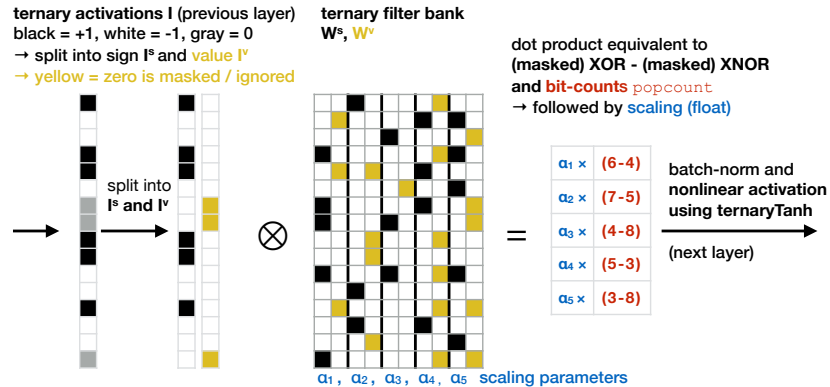 ternary activations I (previous layer)
black = +1, white = -1, gray = 0
→ split into sign Iˢ and value Iᵛ
→ yellow = zero is masked / ignored
ternary filter bank
Wˢ, Wᵛ
dot product equivalent to
(masked) XOR - (masked) XNOR
and bit-counts popcount
→ followed by scaling (float)
split into
Iˢ and Iᵛ
⊗
=
α₁ × (6-4)
α₂ × (7-5)
α₃ × (4-8)
α₄ × (5-3)
α₅ × (3-8)
batch-norm and
nonlinear activation
using ternaryTanh
(next layer)
α₁ , α₂ , α₃ , α₄ , α₅ scaling parameters